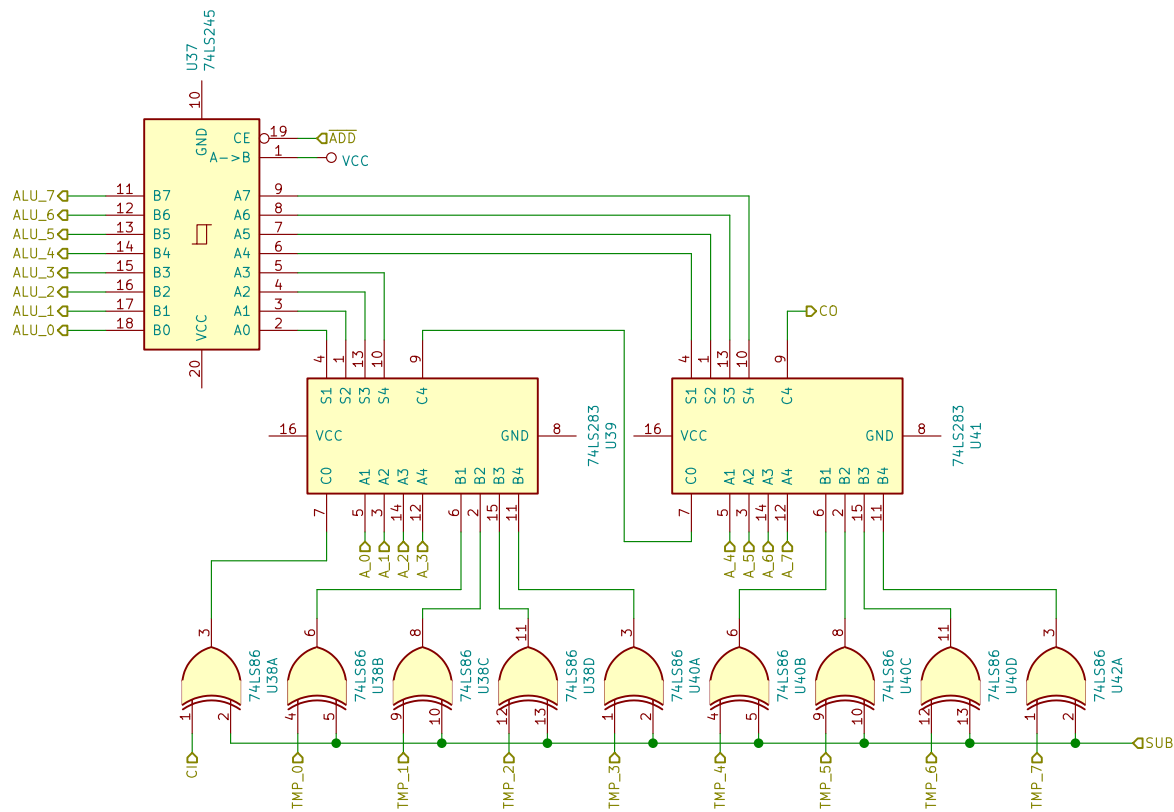 U37
74LS245
10
GND
CE
19
ADD
A->B
1
VCC
ALU_7
11
B7
A7
9
ALU_6
12
B6
A6
8
ALU_5
13
B5
A5
7
ALU_4
14
B4
A4
6
ALU_3
15
B3
A3
5
ALU_2
16
B2
A2
4
ALU_1
17
B1
A1
3
ALU_0
18
B0
A0
2
VCC
20
CO
4
1
13
10
9
S1
S2
S3
S4
C4
16
VCC
GND
8
74LS283
U39
C0
A1
A2
A3
A4
B1
B2
B3
B4
7
5
3
14
12
6
2
15
11
A_0
A_1
A_2
A_3
4
1
13
10
9
S1
S2
S3
S4
C4
16
VCC
GND
8
74LS283
U41
C0
A1
A2
A3
A4
B1
B2
B3
B4
7
5
3
14
12
6
2
15
11
A_4
A_5
A_6
A_7
3
74LS86
U38A
1
2
6
74LS86
U38B
4
5
8
74LS86
U38C
9
10
11
74LS86
U38D
12
13
3
74LS86
U40A
1
2
6
74LS86
U40B
4
5
8
74LS86
U40C
9
10
11
74LS86
U40D
12
13
3
74LS86
U42A
1
2
SUB
CI
TMP_0
TMP_1
TMP_2
TMP_3
TMP_4
TMP_5
TMP_6
TMP_7